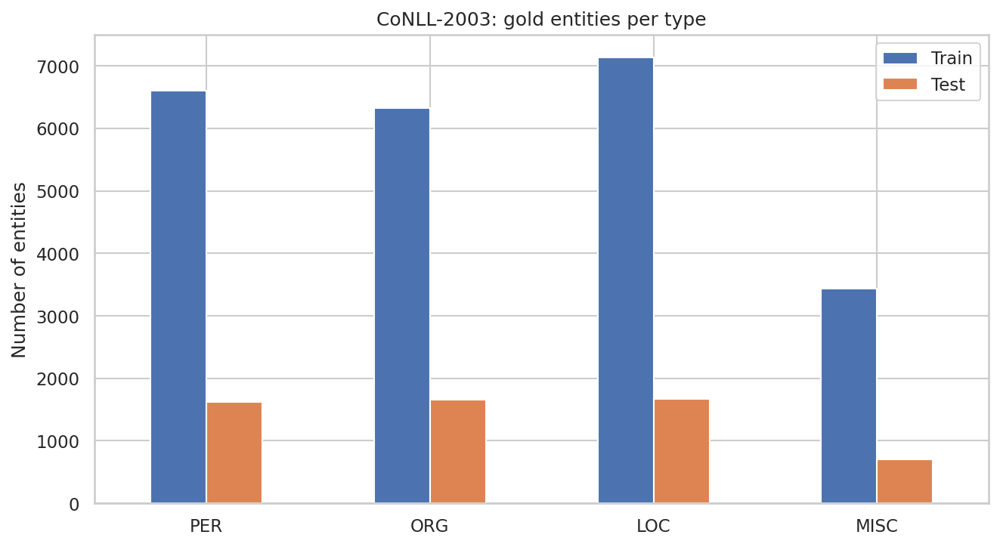 CoNLL-2003: gold entities per type
Train
Test
Number of entities
7000
6000
5000
4000
3000
2000
1000
0
PER
ORG
LOC
MISC